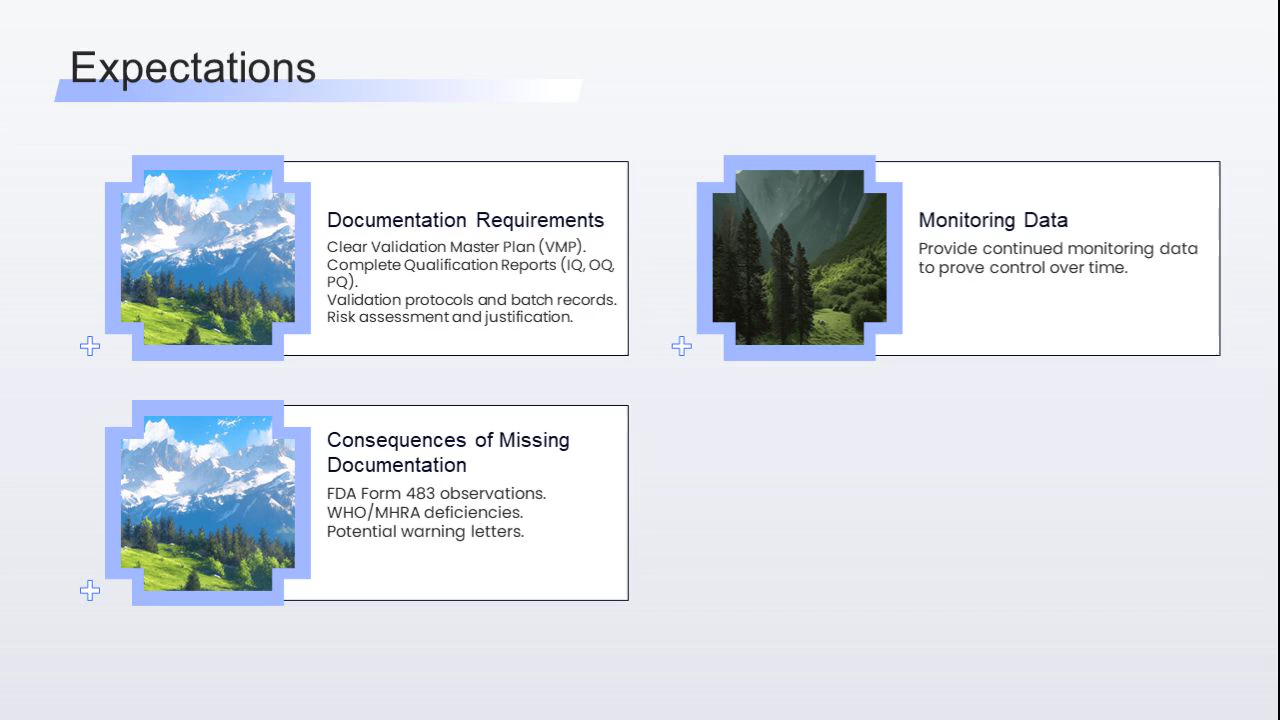 Expectations
Documentation Requirements
Clear Validation Master Plan (VMP).
Complete Qualification Reports (IQ, OQ,
PQ).
Validation protocols and batch records.
Risk assessment and justification.
Monitoring Data
Provide continued monitoring data
to prove control over time.
Consequences of Missing
Documentation
FDA Form 483 observations.
WHO/MHRA deficiencies.
Potential warning letters.